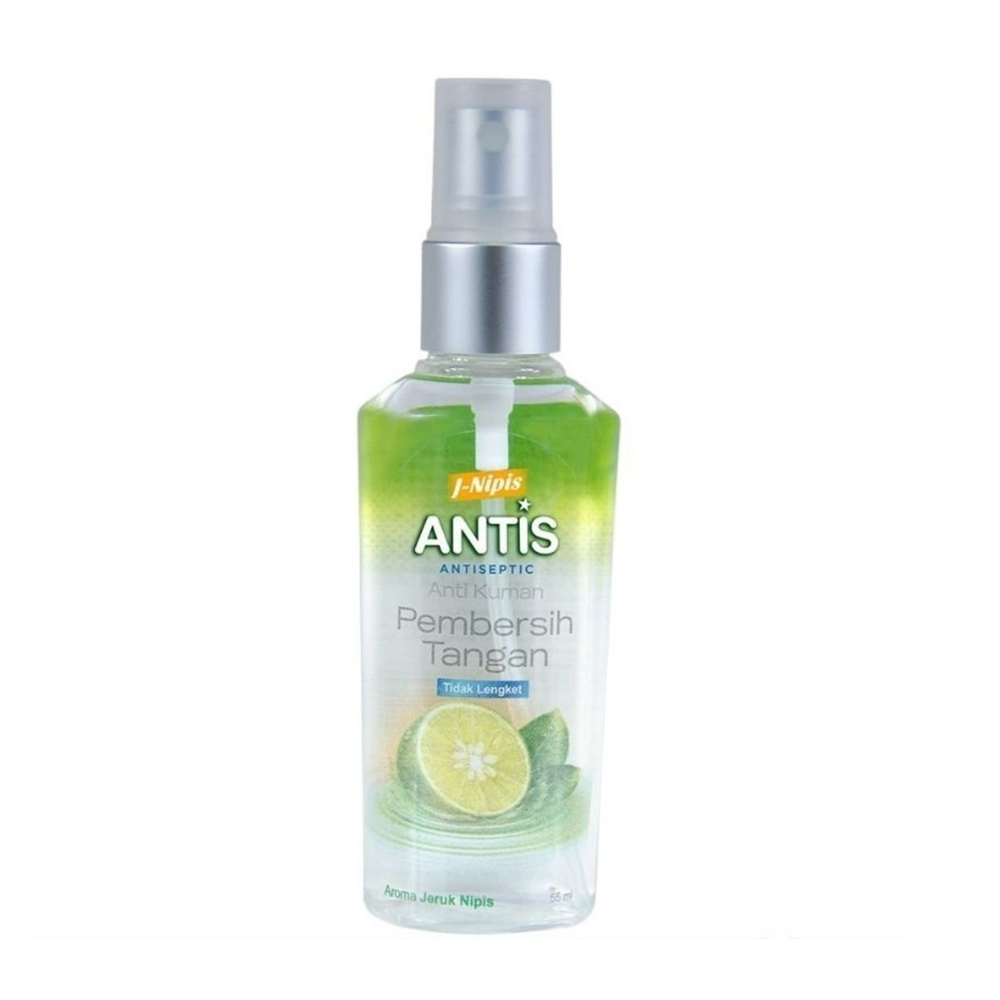 J-Nipis
ANTIS
ANTISEPTIC
Anti Kuman
Pembersih
Tangan
Tidak Lengket
Aroma Jeruk Nipis
55 ml